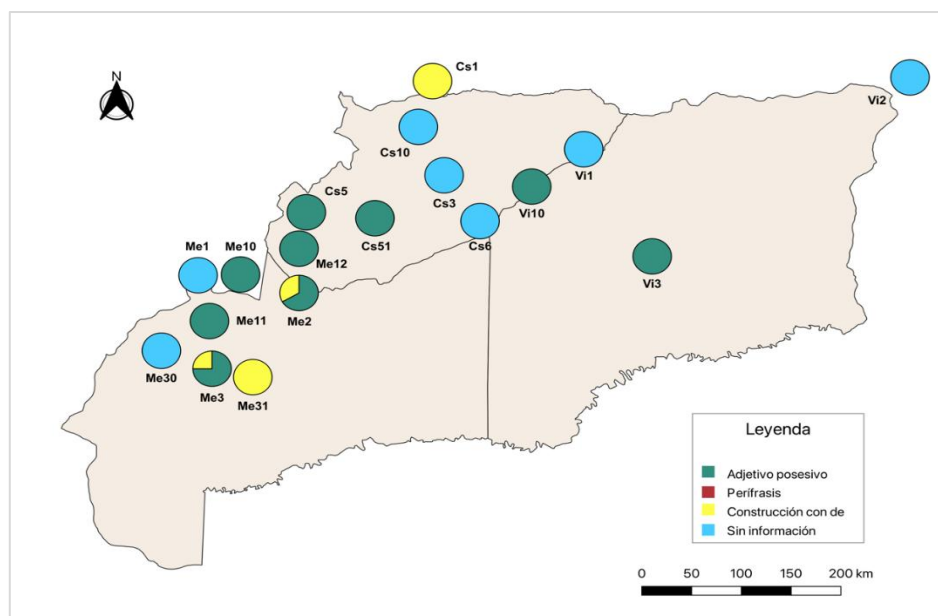 N
Cs1
Vi2
Cs10
Vi1
Cs3
Cs5
Vi10
Cs51
Cs6
Me1
Me10
Me12
Vi3
Me2
Me11
Me30
Me3
Me31
Leyenda
Adjetivo posesivo
Perífrasis
Construcción con de
Sin información
0 50 100 150 200 km